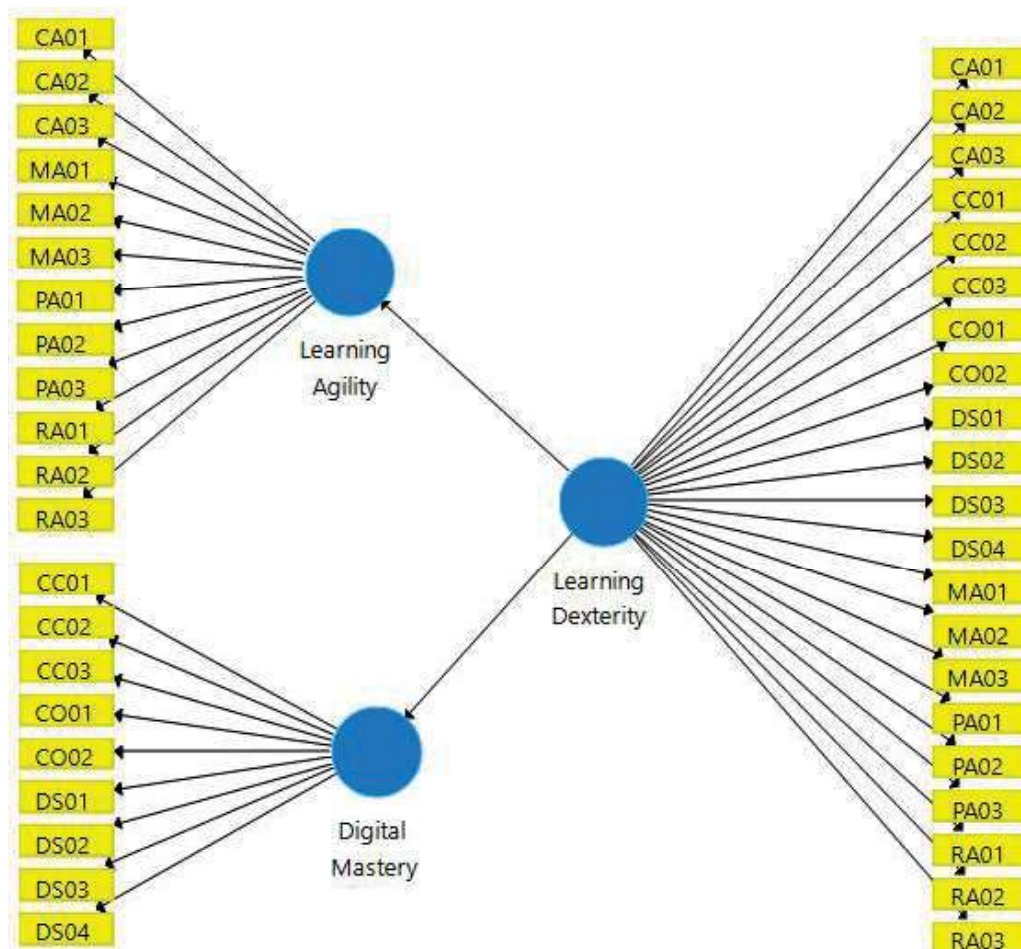 CA01
CA02
CA03
MA01
MA02
MA03
PA01
PA02
PA03
RA01
RA02
RA03
Learning
Agility
CC01
CC02
CC03
CO01
CO02
DS01
DS02
DS03
DS04
Digital
Mastery
Learning
Dexterity
CA01
CA02
CA03
CC01
CC02
CC03
CO01
CO02
DS01
DS02
DS03
DS04
MA01
MA02
MA03
PA01
PA02
PA03
RA01
RA02
RA03